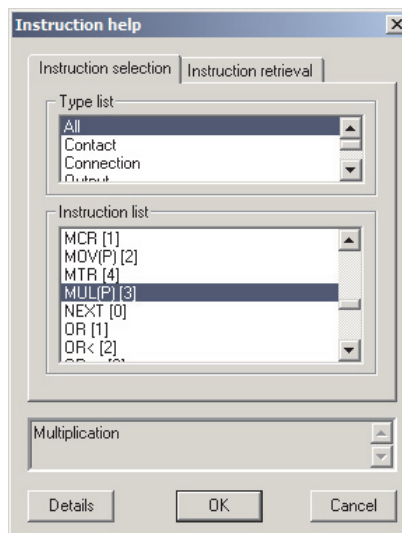 Instruction help
Instruction selection
Instruction retrieval
Type list
All
Contact
Connection
Output
Instruction list
MCR [1]
MOV(P) [2]
MTR [4]
MUL(P) [3]
NEXT [0]
OR [1]
OR< [2]
Multiplication
Details
OK
Cancel